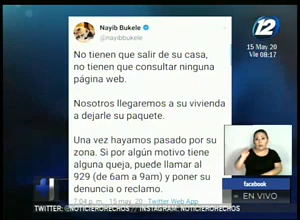 Nayib Bukele
@nayibbukele
No tienen que salir de su casa,
no tienen que consultar ninguna
página web.
Nosotros llegaremos a su vivienda
a dejarle su paquete.
Una vez hayamos pasado por su
zona. Si por algún motivo tiene
alguna queja, puede llamar al
929 (de 6am a 9am) y poner su
denuncia o reclamo.
7:04 p. m. · 15 may. 20 · Twitter Web App
12
15 May. 20
Vie 08:17
facebook
EN VIVO
TWITTER: @NOTICIEROHECHOS // INSTAGRAM: NOTICIEROHECHOS